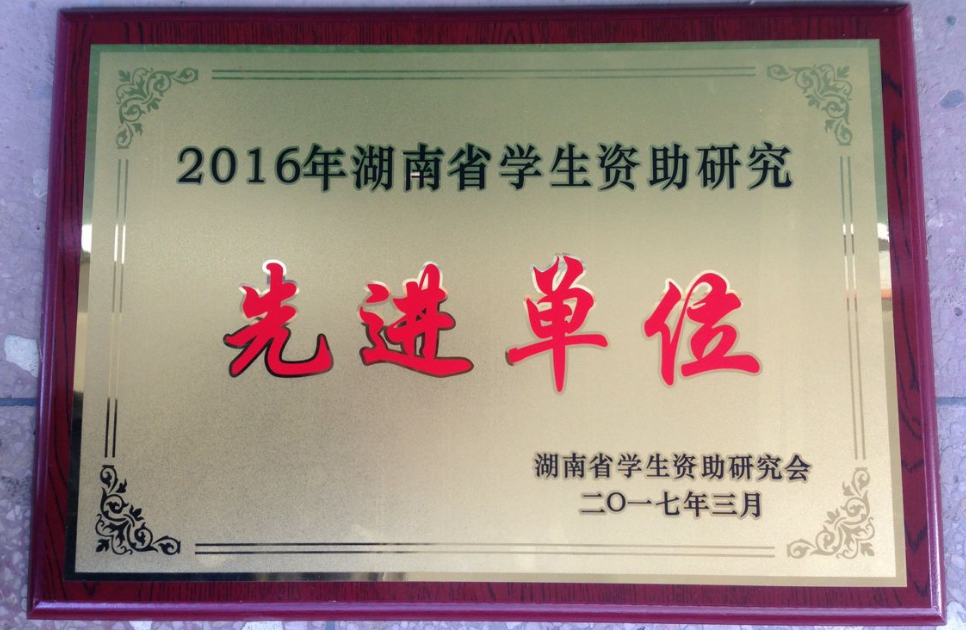 2016年湖南省学生资助研究
先进单位
湖南省学生资助研究会
二〇一七年三月